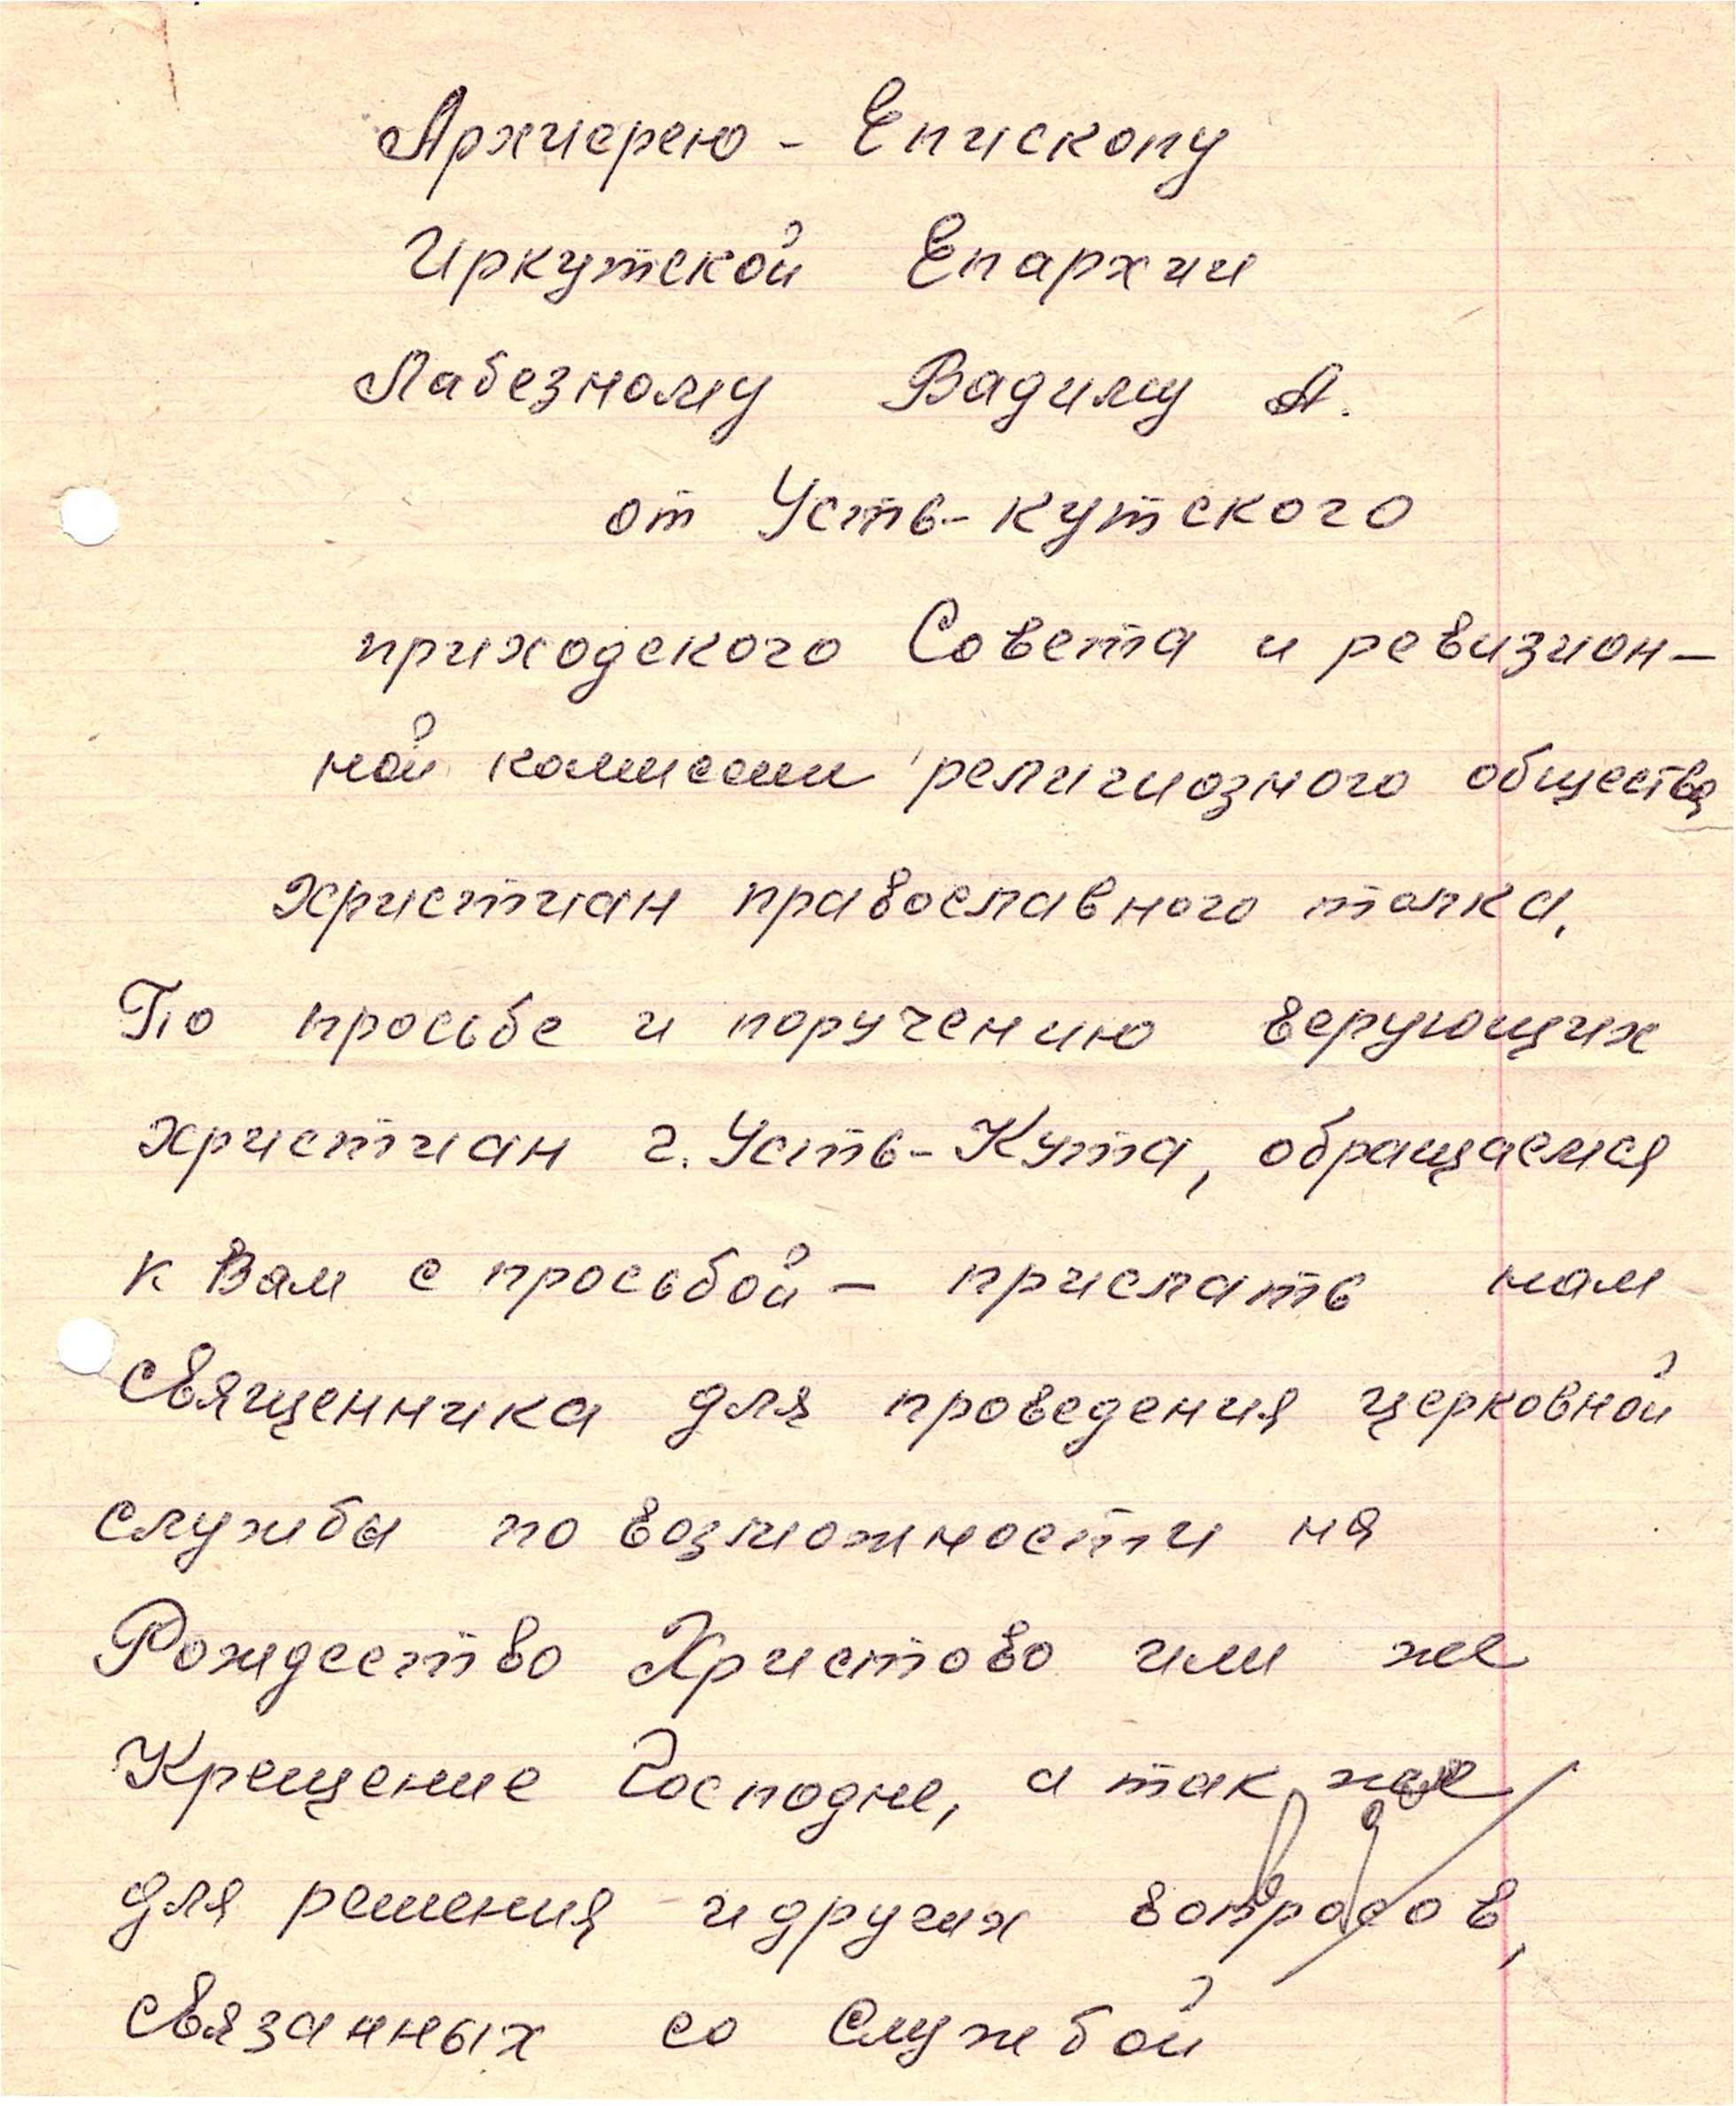 Архиерею - Епископу
Иркутской Епархии
Лабезному Вадиму А.
от Усть-кутского
приходского Совета и ревизион-
ной комиссии религиозного общества
христиан православного толка.
По просьбе и поручению верующих
христиан г. Усть-Кута, обращаемся
к Вам с просьбой - прислать нам
священника для проведения церковной
службы по возможности на
Рождество Христово или же
Крещение Господне, а так же
для решения и других вопросов,
связанных со Службой